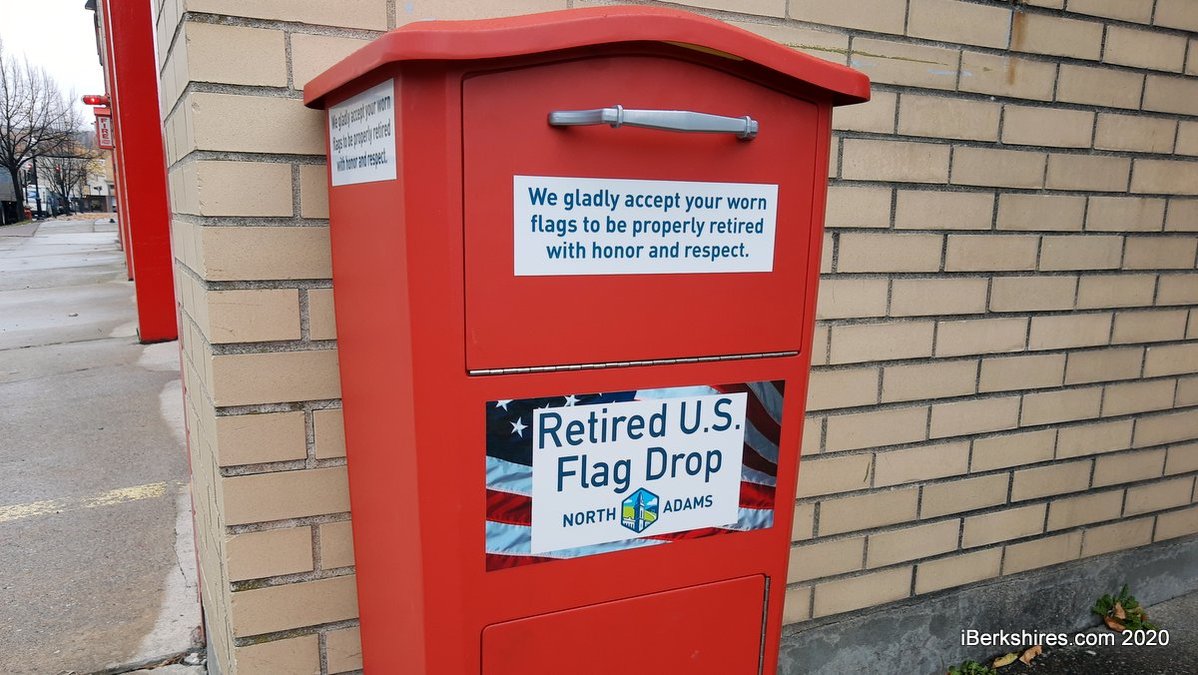 FIRE
We gladly accept your worn
flags to be properly retired
with honor and respect.
We gladly accept your worn
flags to be properly retired
with honor and respect.
Retired U.S.
Flag Drop
NORTH ADAMS
iBerkshires.com 2020